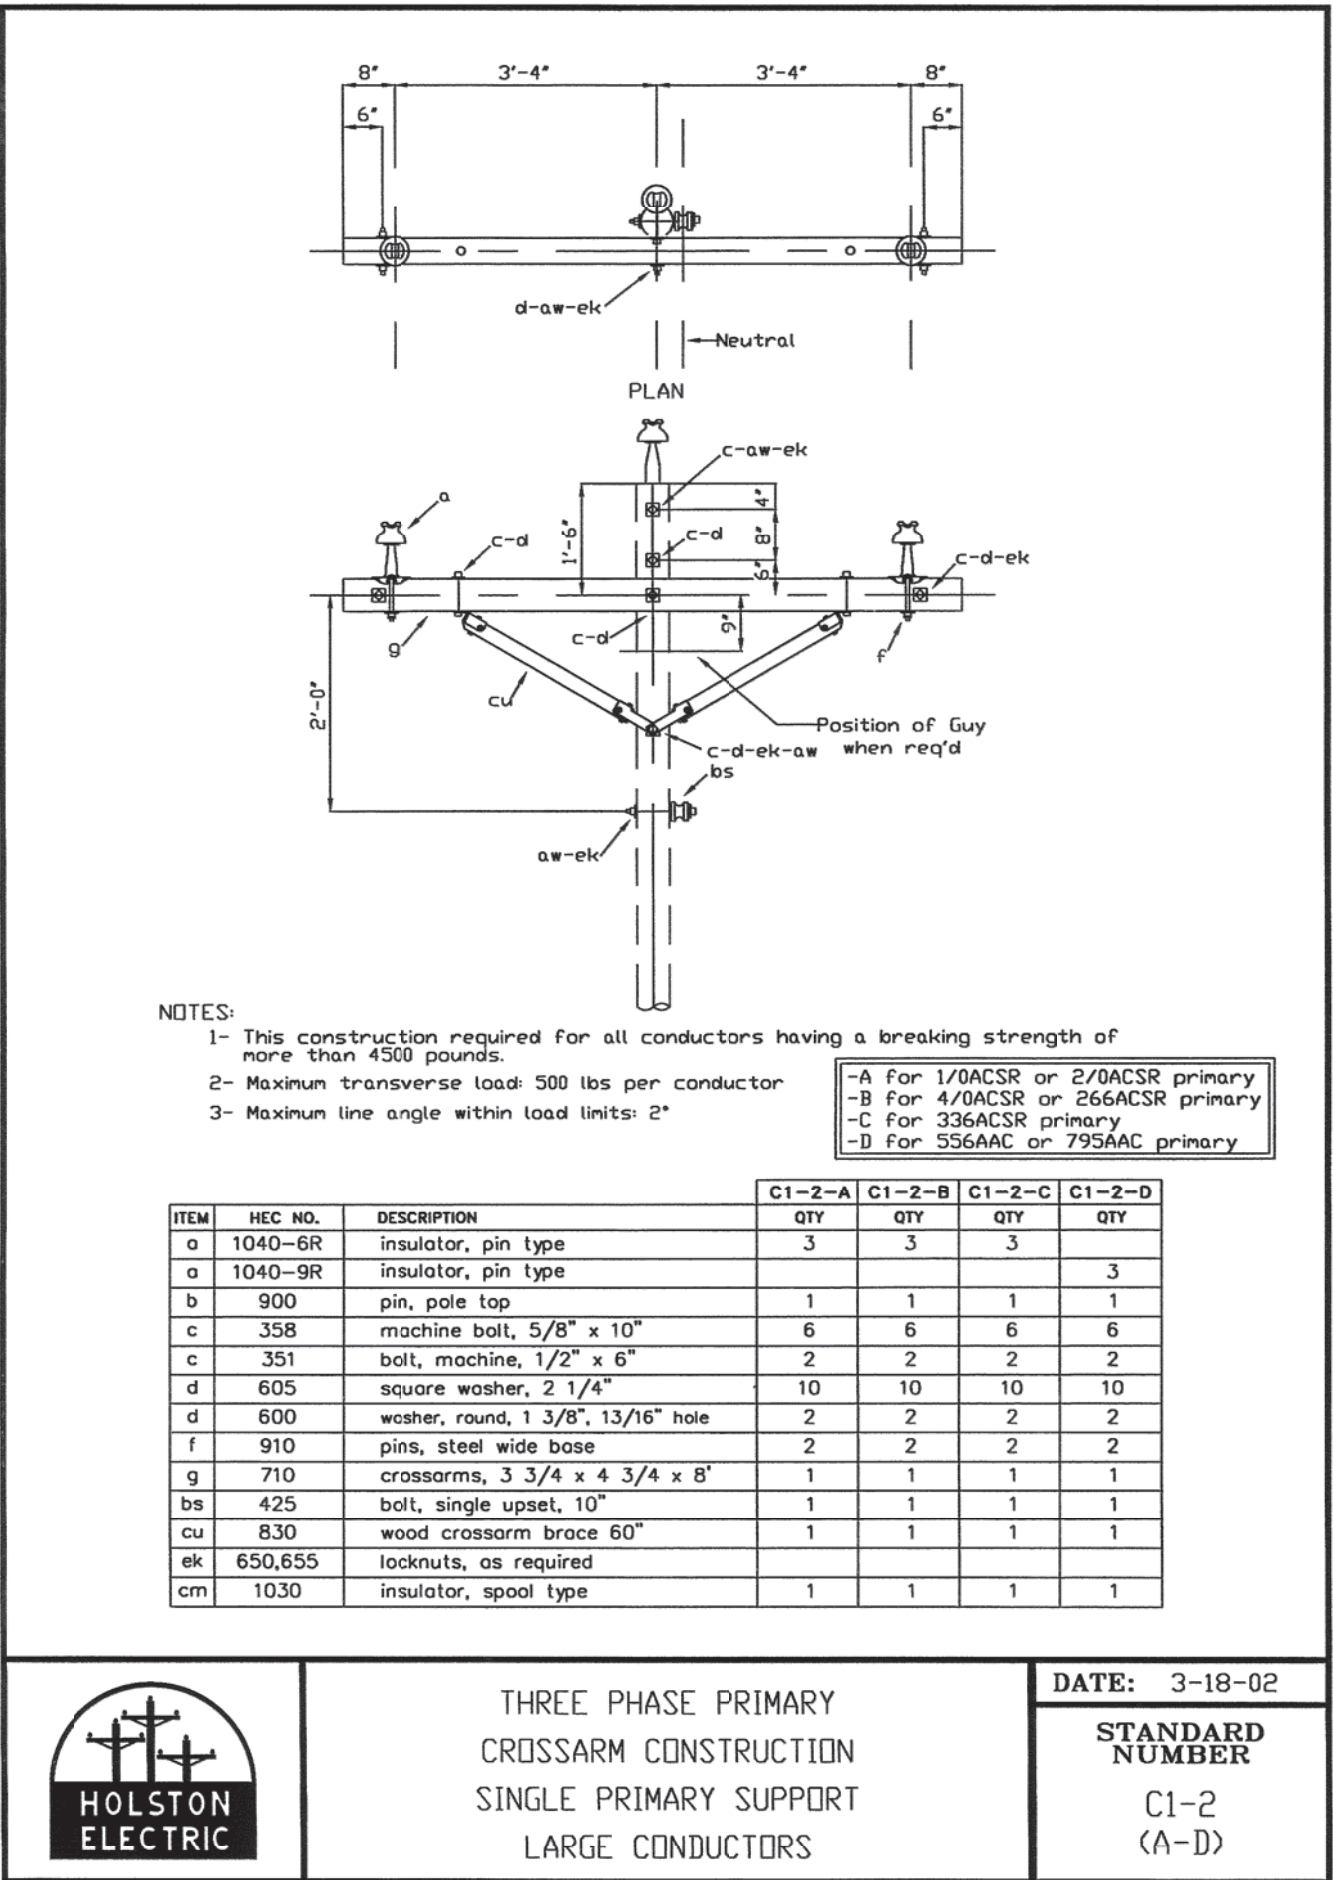 8" 3'-4" 3'-4" 8"
6" 6"
d-aw-ek
Neutral
PLAN
c-aw-ek
a
4"
1'-6"
8"
c-d
c-d
6"
c-d-ek
c-d
9"
g
f
cu
2'-0"
Position of Guy
when req'd
c-d-ek-aw
bs
aw-ek
NOTES:
1- This construction required for all conductors having a breaking strength of
more than 4500 pounds.
2- Maximum transverse load: 500 lbs per conductor
3- Maximum line angle within load limits: 2°
-A for 1/0ACSR or 2/0ACSR primary
-B for 4/0ACSR or 266ACSR primary
-C for 336ACSR primary
-D for 556AAC or 795AAC primary
C1-2-A C1-2-B C1-2-C C1-2-D
ITEM HEC NO. DESCRIPTION QTY QTY QTY QTY
a 1040-6R insulator, pin type 3 3 3
a 1040-9R insulator, pin type 3
b 900 pin, pole top 1 1 1 1
c 358 machine bolt, 5/8" x 10" 6 6 6 6
c 351 bolt, machine, 1/2" x 6" 2 2 2 2
d 605 square washer, 2 1/4" 10 10 10 10
d 600 washer, round, 1 3/8", 13/16" hole 2 2 2 2
f 910 pins, steel wide base 2 2 2 2
g 710 crossarms, 3 3/4 x 4 3/4 x 8' 1 1 1 1
bs 425 bolt, single upset, 10" 1 1 1 1
cu 830 wood crossarm brace 60" 1 1 1 1
ek 650,655 locknuts, as required
cm 1030 insulator, spool type 1 1 1 1
HOLSTON
ELECTRIC
THREE PHASE PRIMARY
CROSSARM CONSTRUCTION
SINGLE PRIMARY SUPPORT
LARGE CONDUCTORS
DATE: 3-18-02
STANDARD
NUMBER
C1-2
(A-D)